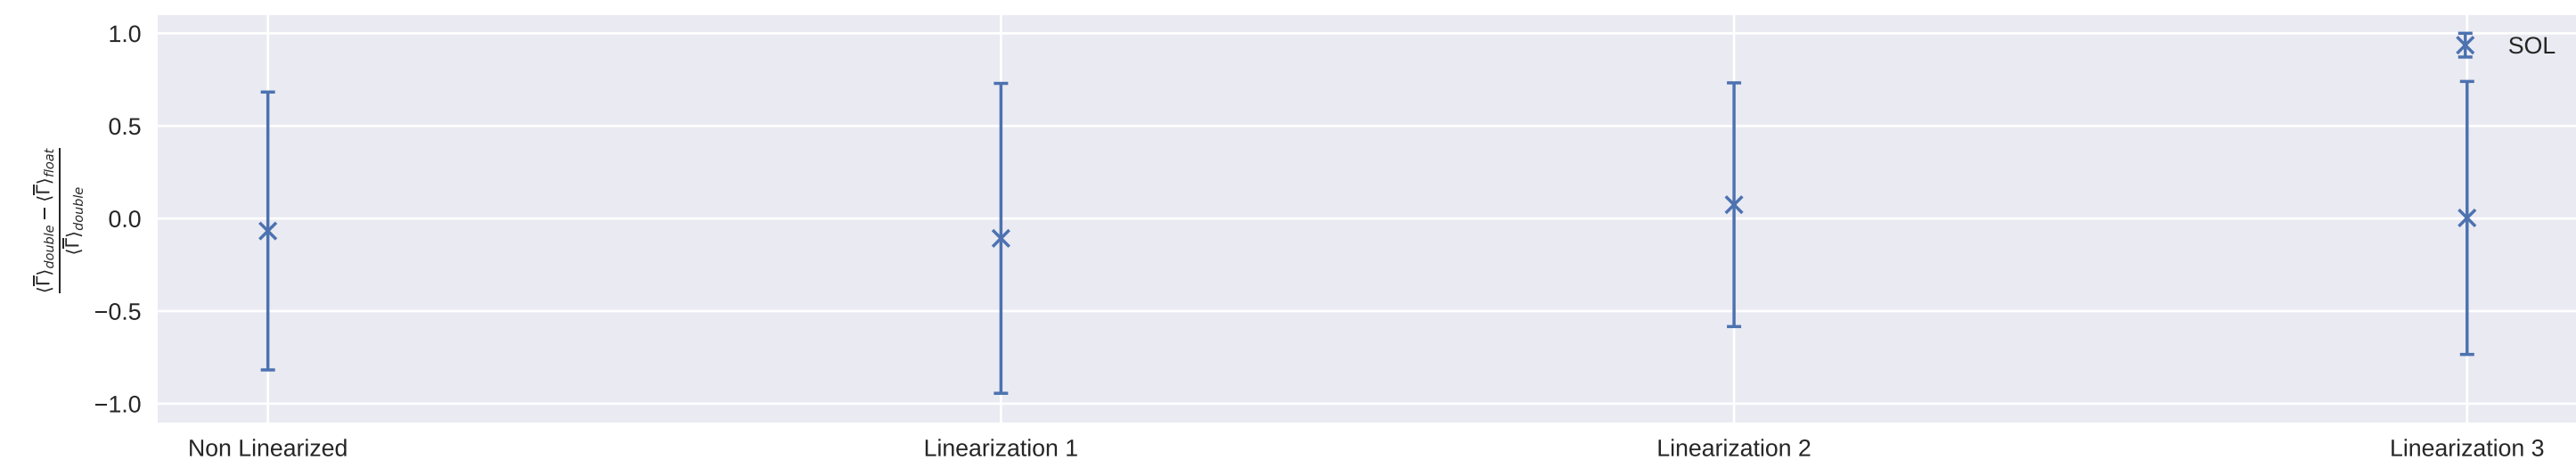 1.0
0.5
0.0
−0.5
−1.0
⟨Γ̿⟩double − ⟨Γ̿⟩float
⟨Γ̿⟩double
SOL
Non Linearized Linearization 1 Linearization 2 Linearization 3